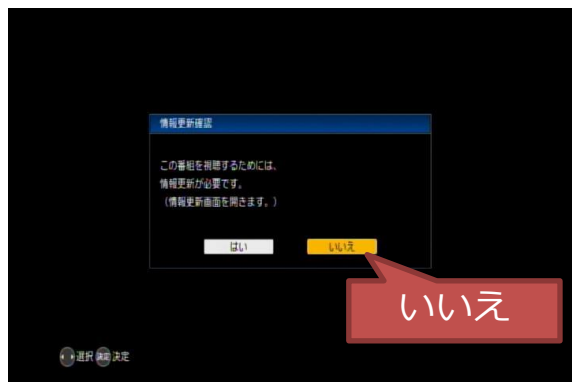 情報更新確認
この番組を視聴するためには、
情報更新が必要です。
（情報更新画面を開きます。）
はい
いいえ
いいえ
選択 決定 決定